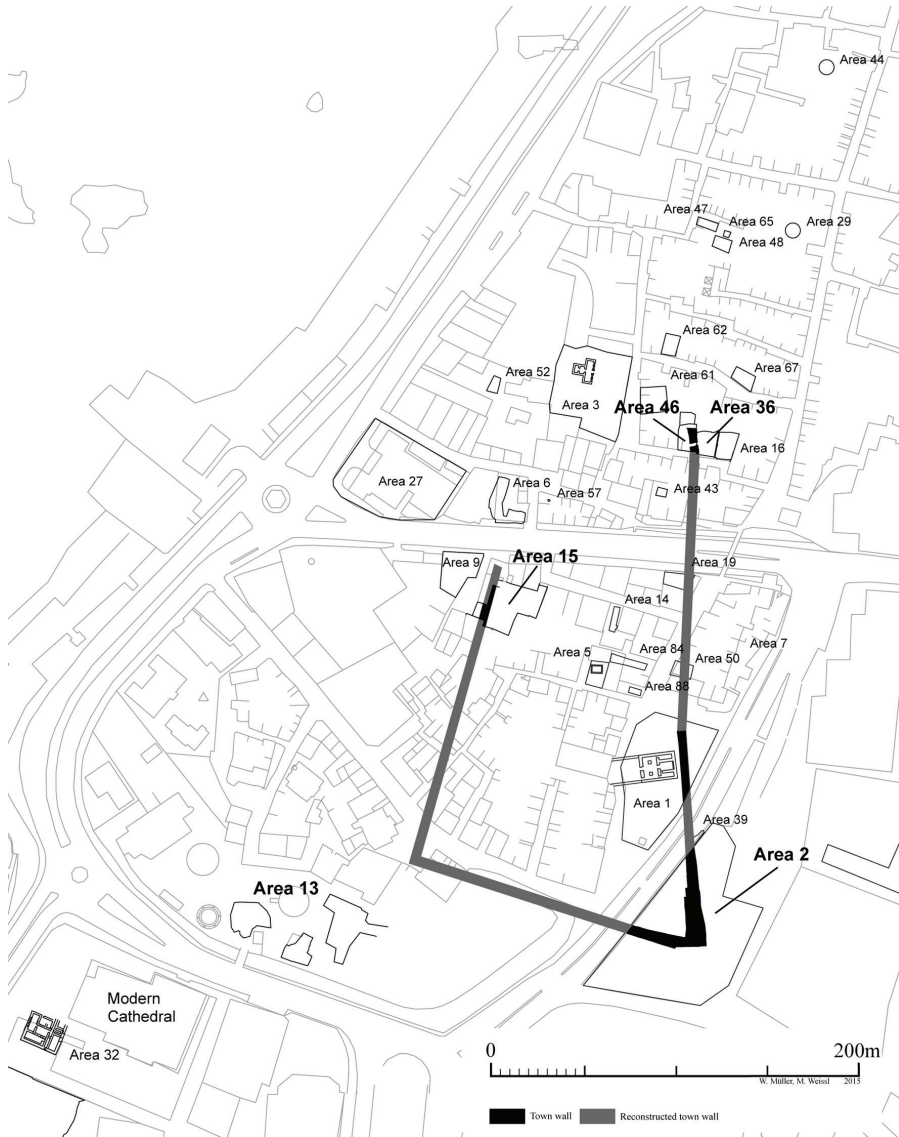 Area 44
Area 47
Area 65
Area 29
Area 48
Area 62
Area 67
Area 52
Area 61
Area 3
Area 46
Area 36
Area 16
Area 27
Area 6
Area 57
Area 43
Area 9
Area 15
Area 19
Area 14
Area 5
Area 84
Area 50
Area 7
Area 88
Area 1
Area 39
Area 2
Area 13
Modern
Cathedral
Area 32
0
200m
W. Müller, M. Weissl 2015
Town wall
Reconstructed town wall